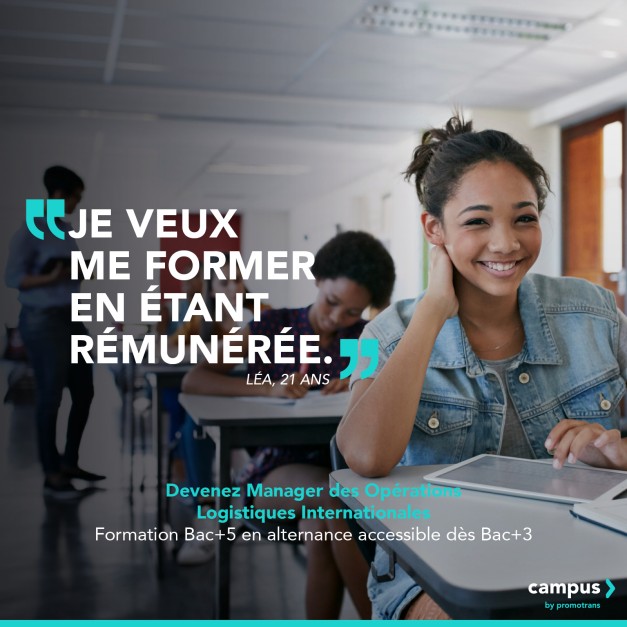 “JE VEUX
ME FORMER
EN ÉTANT
RÉMUNÉRÉE.”
LÉA, 21 ANS
Devenez Manager des Opérations
Logistiques Internationales
Formation Bac+5 en alternance accessible dès Bac+3
campus
by promotrans